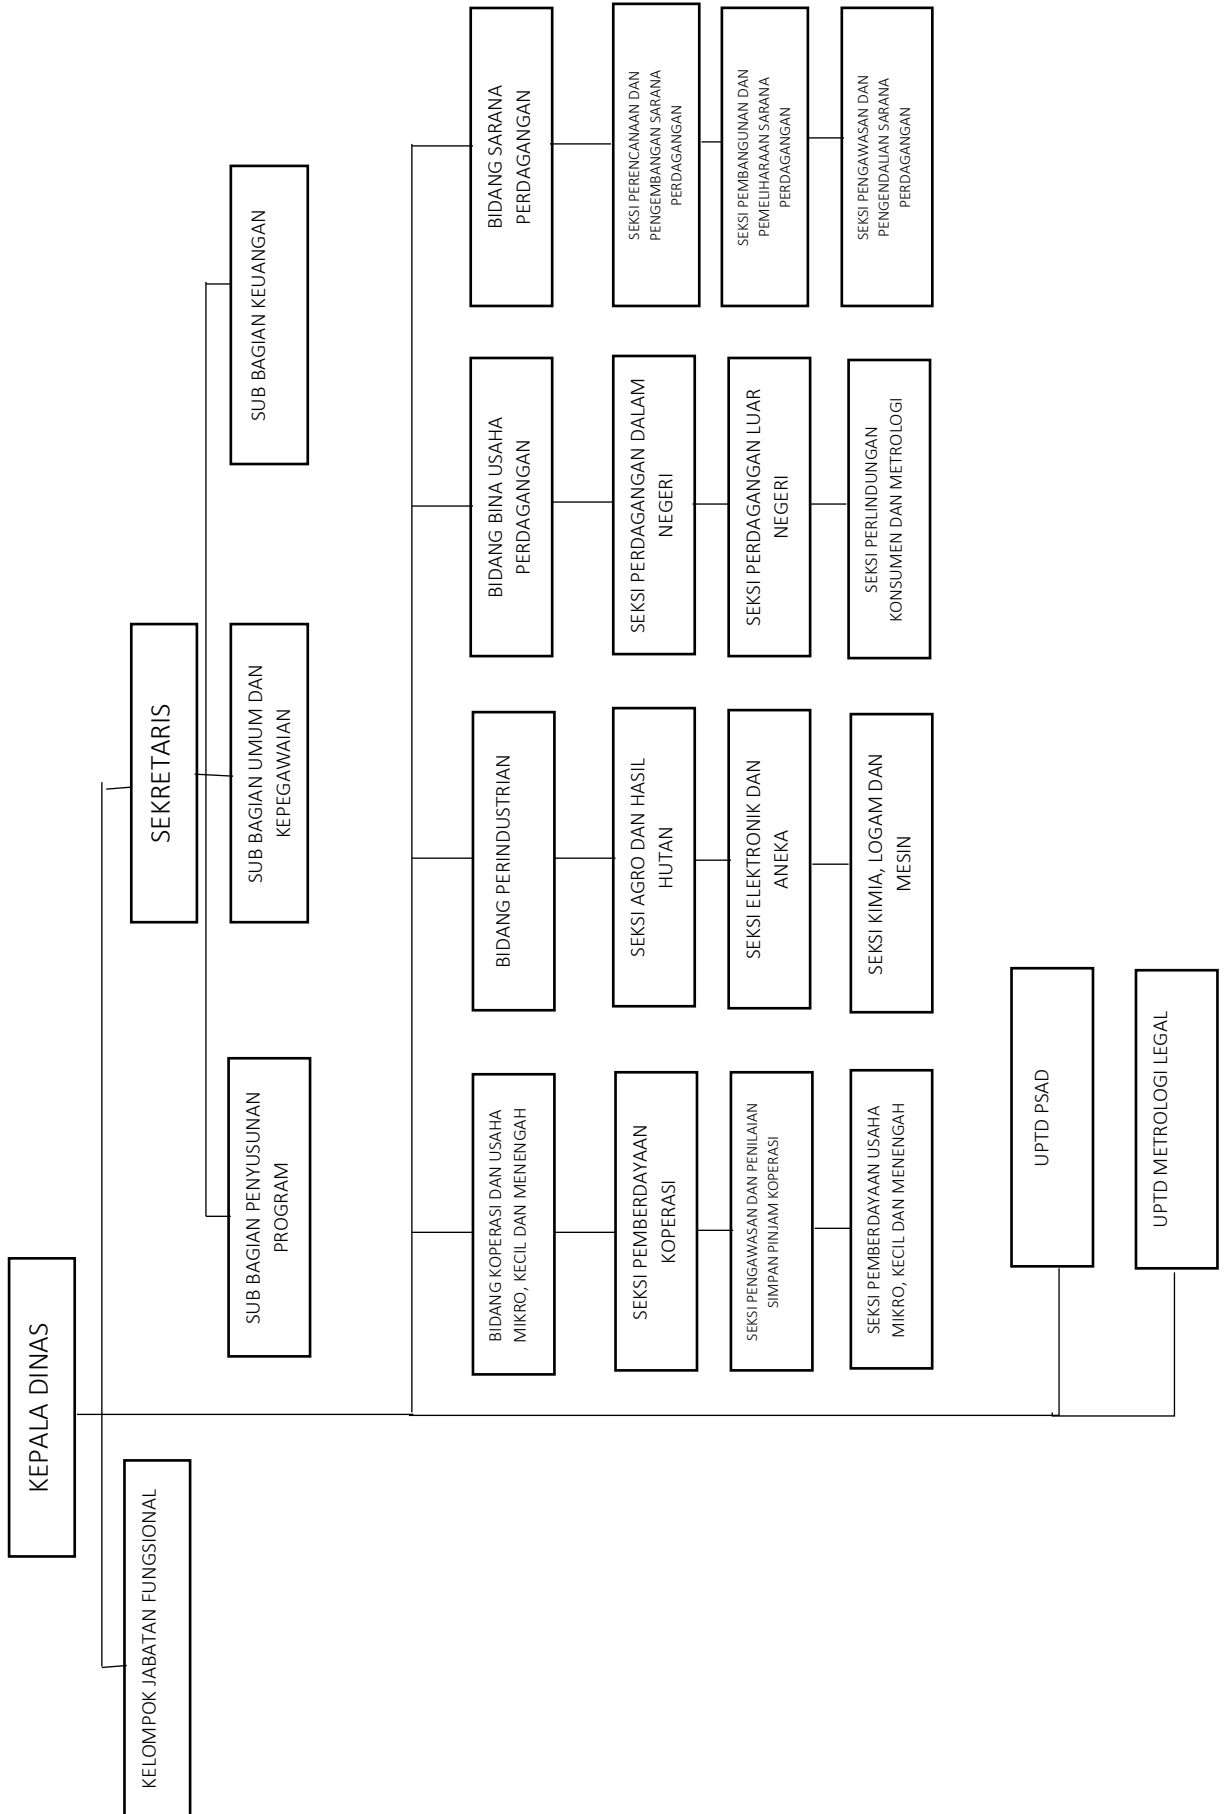 KEPALA DINAS
KELOMPOK JABATAN FUNGSIONAL
SEKRETARIS
SUB BAGIAN PENYUSUNAN
PROGRAM
SUB BAGIAN UMUM DAN
KEPEGAWAIAN
SUB BAGIAN KEUANGAN
BIDANG KOPERASI DAN USAHA
MIKRO, KECIL DAN MENENGAH
BIDANG PERINDUSTRIAN
BIDANG BINA USAHA
PERDAGANGAN
BIDANG SARANA
PERDAGANGAN
SEKSI PEMBERDAYAAN
KOPERASI
SEKSI AGRO DAN HASIL
HUTAN
SEKSI PERDAGANGAN DALAM
NEGERI
SEKSI PERENCANAAN DAN
PENGEMBANGAN SARANA
PERDAGANGAN
SEKSI PENGAWASAN DAN PENILAIAN
SIMPAN PINJAM KOPERASI
SEKSI ELEKTRONIK DAN
ANEKA
SEKSI PERDAGANGAN LUAR
NEGERI
SEKSI PEMBANGUNAN DAN
PEMELIHARAAN SARANA
PERDAGANGAN
SEKSI PEMBERDAYAAN USAHA
MIKRO, KECIL DAN MENENGAH
SEKSI KIMIA, LOGAM DAN
MESIN
SEKSI PERLINDUNGAN
KONSUMEN DAN METROLOGI
SEKSI PENGAWASAN DAN
PENGENDALIAN SARANA
PERDAGANGAN
UPTD PSAD
UPTD METROLOGI LEGAL